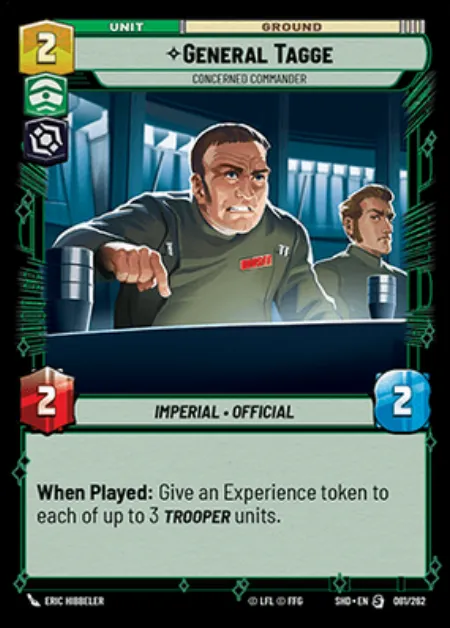 UNIT
GROUND
2
GENERAL TAGGE
CONCERNED COMMANDER
2
IMPERIAL • OFFICIAL
2
When Played: Give an Experience token to
each of up to 3 TROOPER units.
ERIC HIBBELER
© LFL © FFG
SHD • EN
081/262